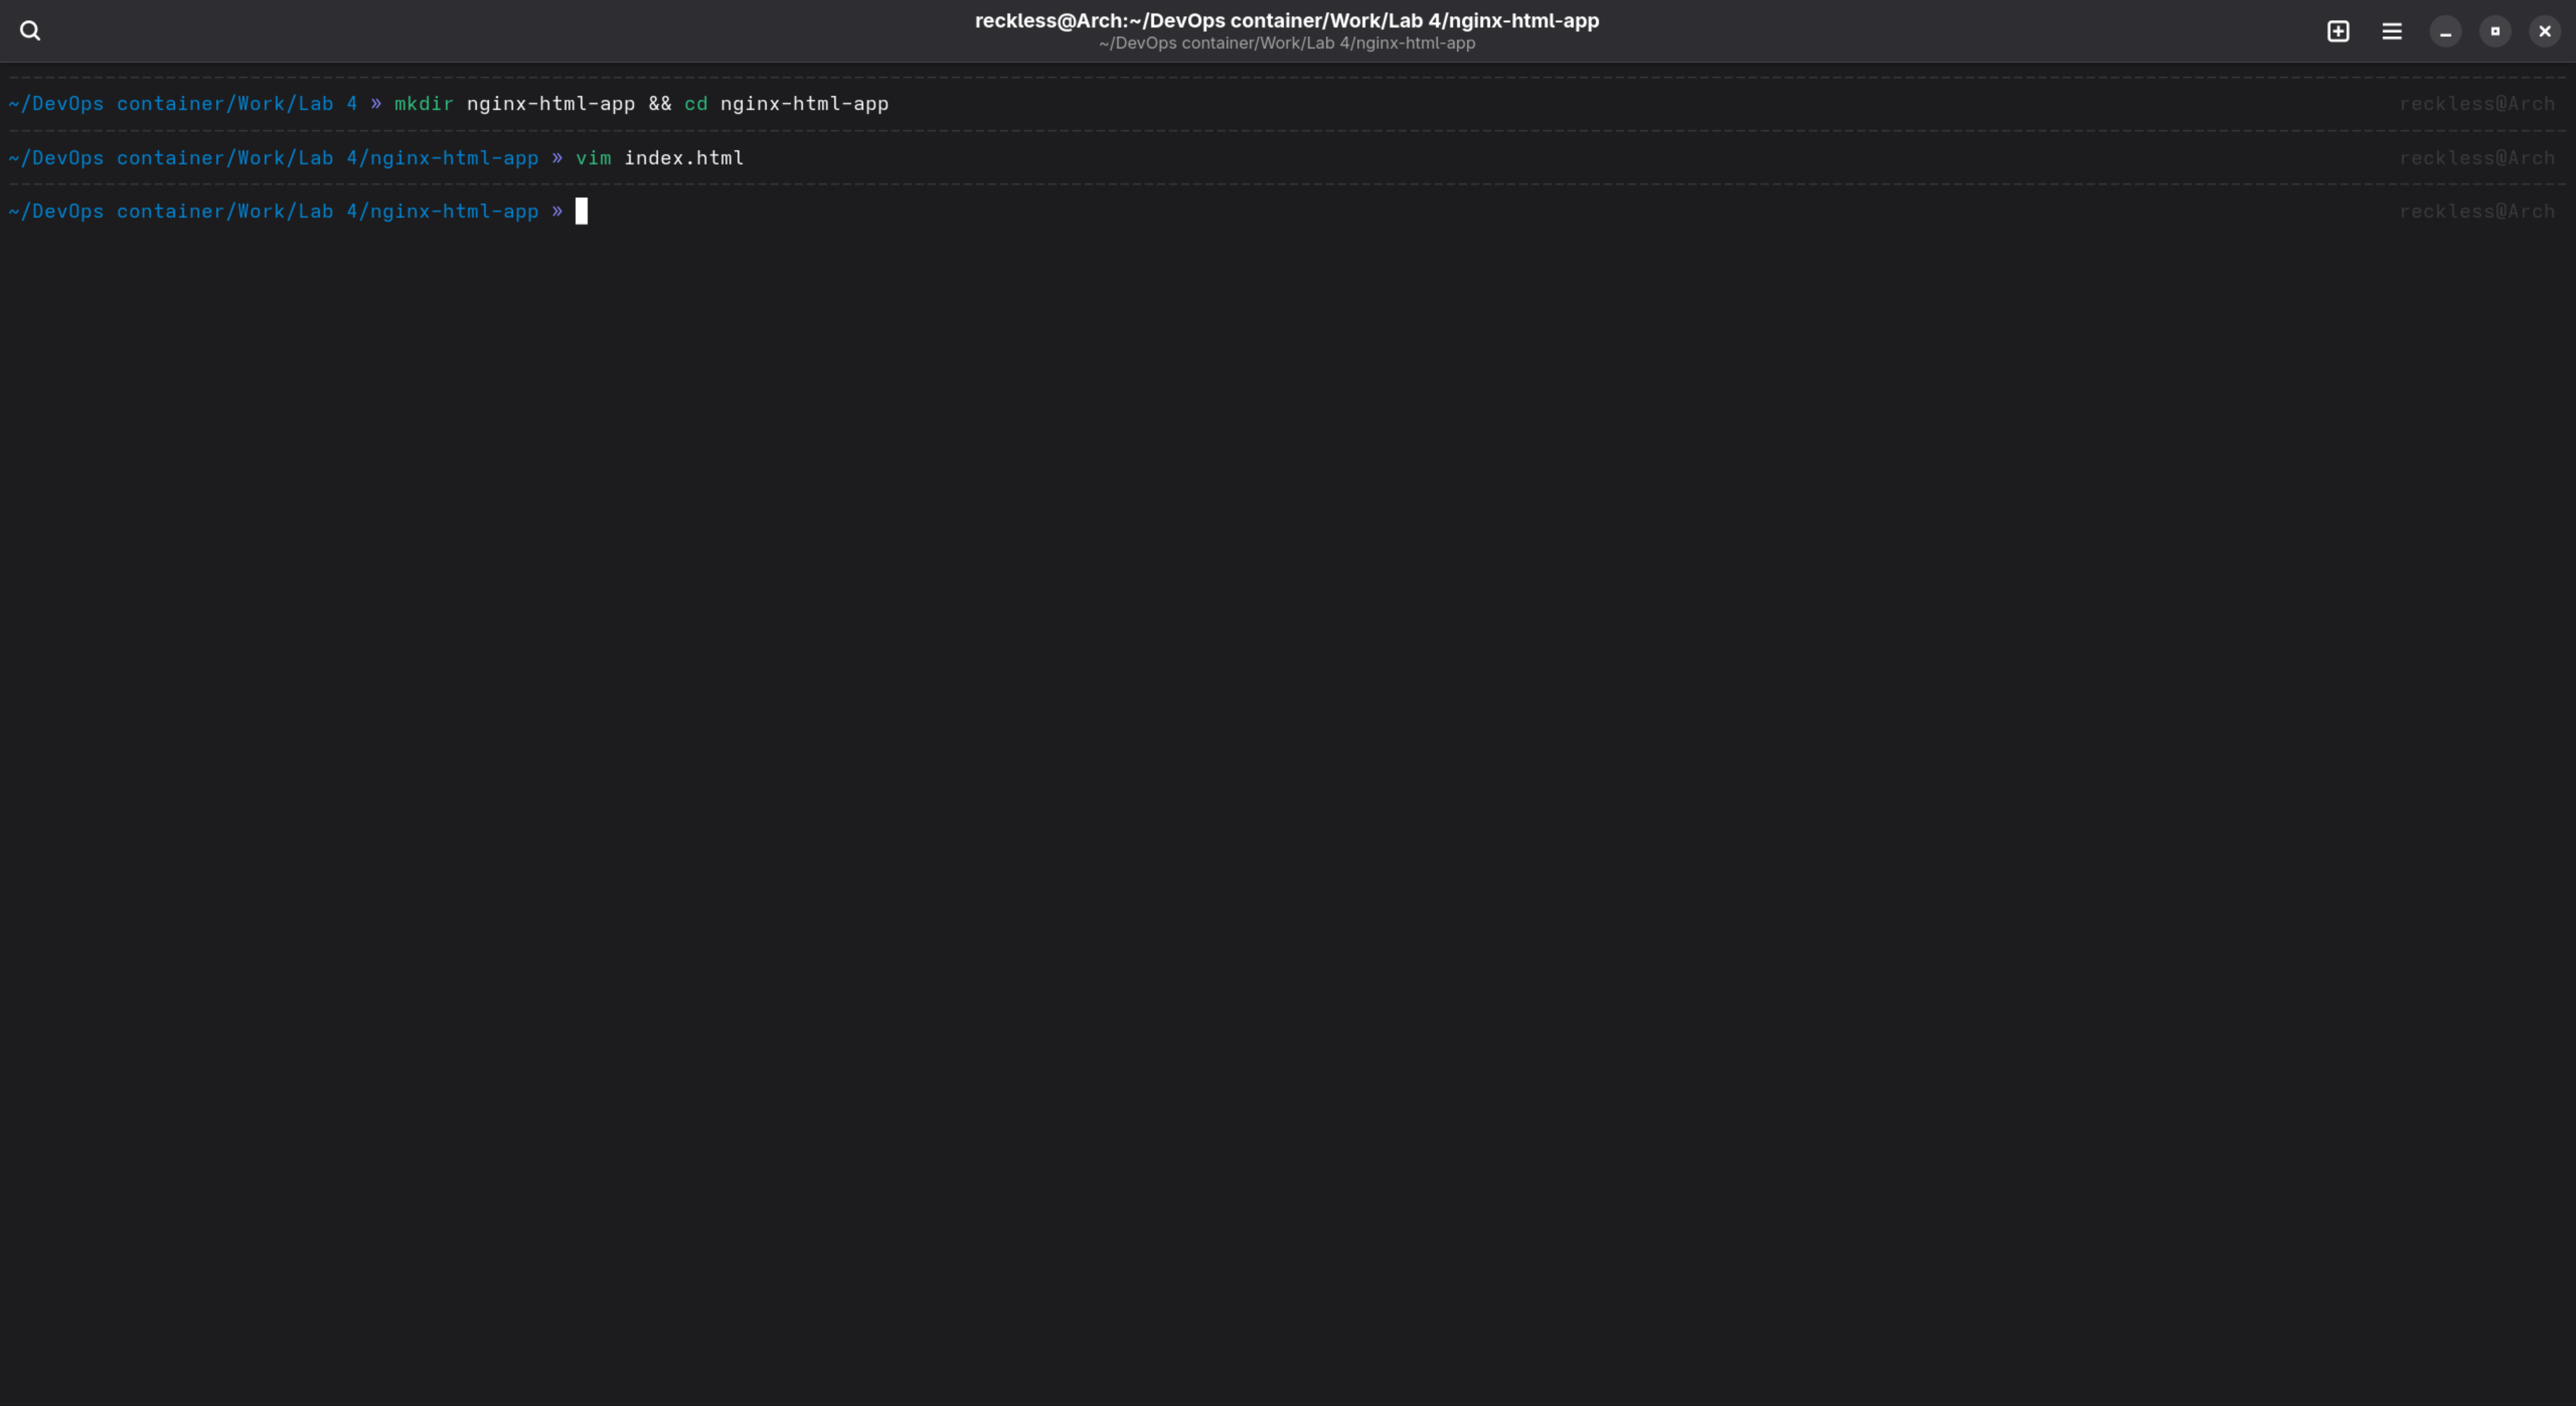 reckless@Arch:~/DevOps container/Work/Lab 4/nginx-html-app
~/DevOps container/Work/Lab 4/nginx-html-app
~/DevOps container/Work/Lab 4 » mkdir nginx-html-app && cd nginx-html-app reckless@Arch
~/DevOps container/Work/Lab 4/nginx-html-app » vim index.html reckless@Arch
~/DevOps container/Work/Lab 4/nginx-html-app » reckless@Arch